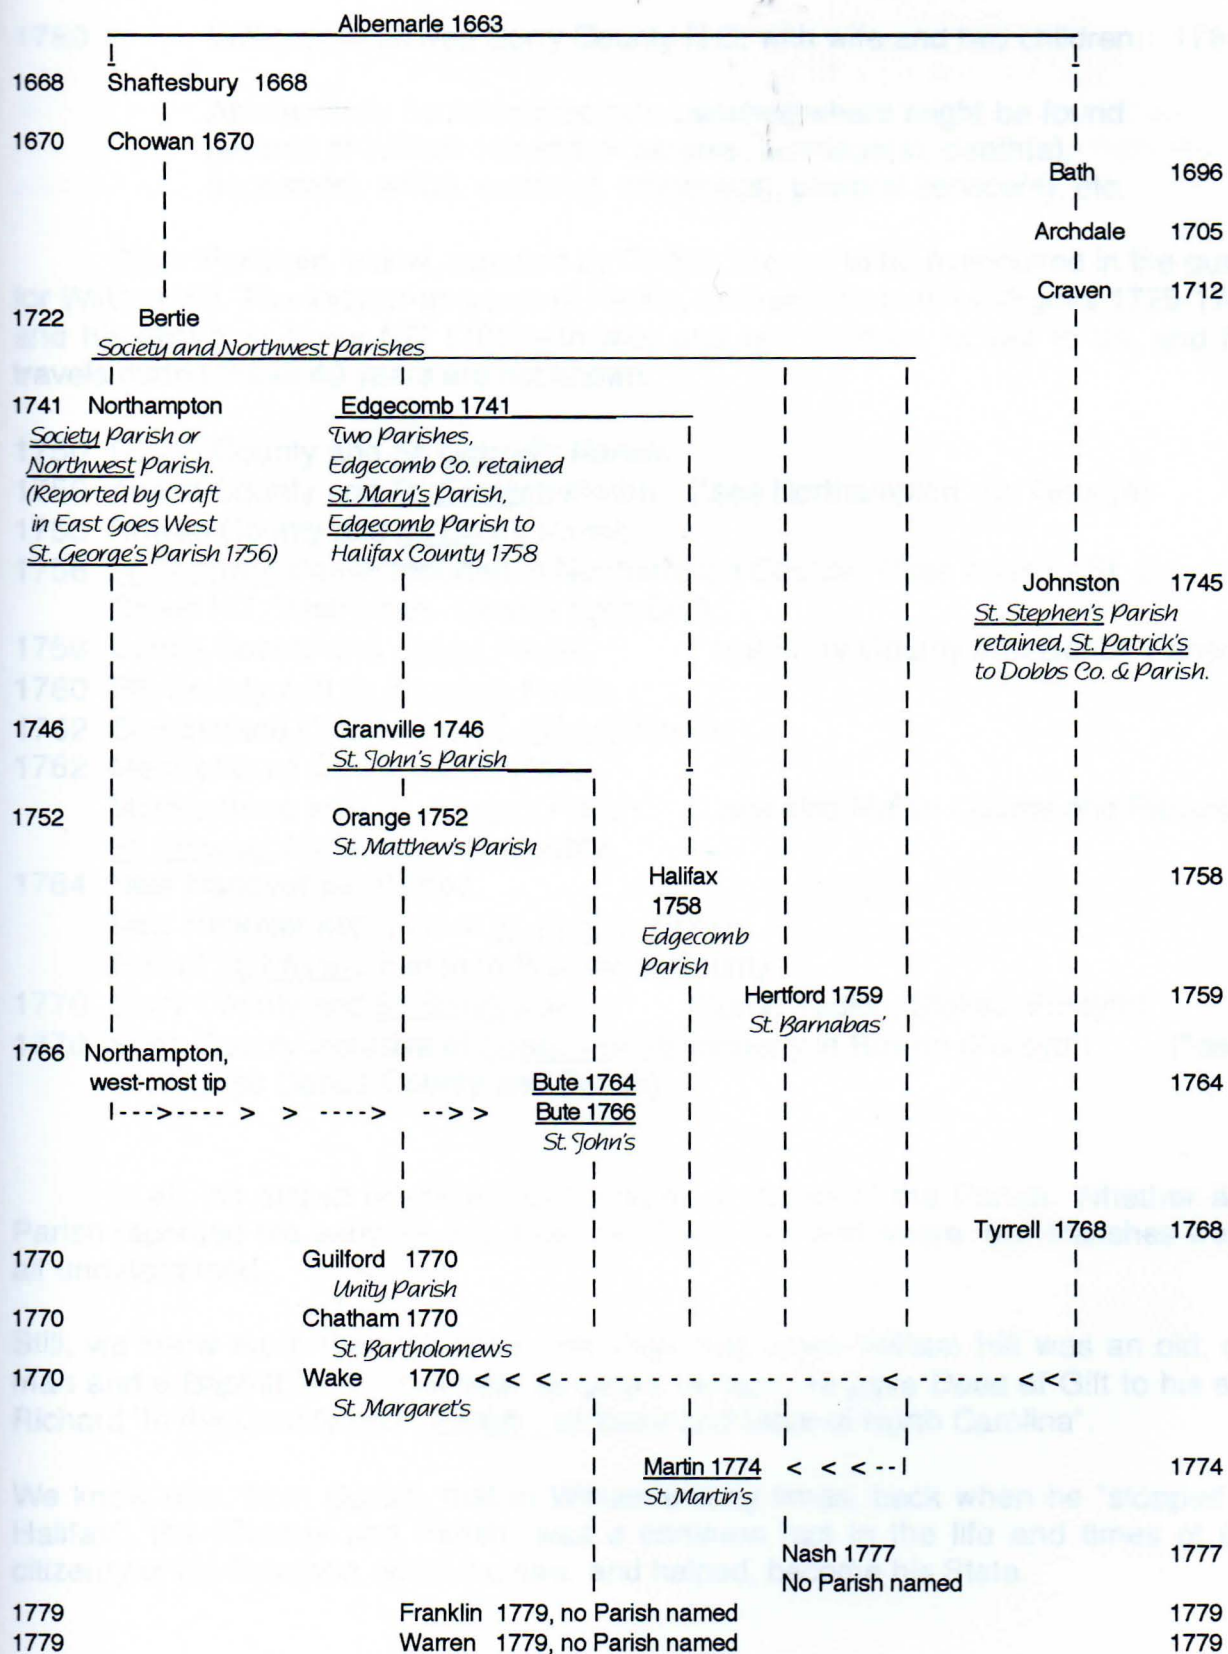 Albemarle 1663
1668 Shaftesbury 1668
1670 Chowan 1670
Bath 1696
Archdale 1705
Craven 1712
1722 Bertie
Society and Northwest Parishes
1741 Northampton Edgecomb 1741
Society Parish or Two Parishes,
Northwest Parish. Edgecomb Co. retained
(Reported by Craft St. Mary's Parish,
in East Goes West Edgecomb Parish to
St. George's Parish 1756) Halifax County 1758
Johnston 1745
St. Stephen's Parish
retained, St. Patrick's
to Dobbs Co. & Parish.
1746 Granville 1746
St. John's Parish
1752 Orange 1752
St. Matthew's Parish
Halifax 1758
1758
Edgecomb
Parish
Hertford 1759 1759
St. Barnabas'
1766 Northampton,
west-most tip Bute 1764 1764
|--->---- > > ----> -->> Bute 1766
St. John's
Tyrrell 1768 1768
1770 Guilford 1770
Unity Parish
1770 Chatham 1770
St. Bartholomew's
1770 Wake 1770 < < < ----------------------<------ <---<<---|
St. Margaret's
Martin 1774 < < < --| 1774
St. Martin's
Nash 1777 1777
No Parish named
1779 Franklin 1779, no Parish named 1779
1779 Warren 1779, no Parish named 1779